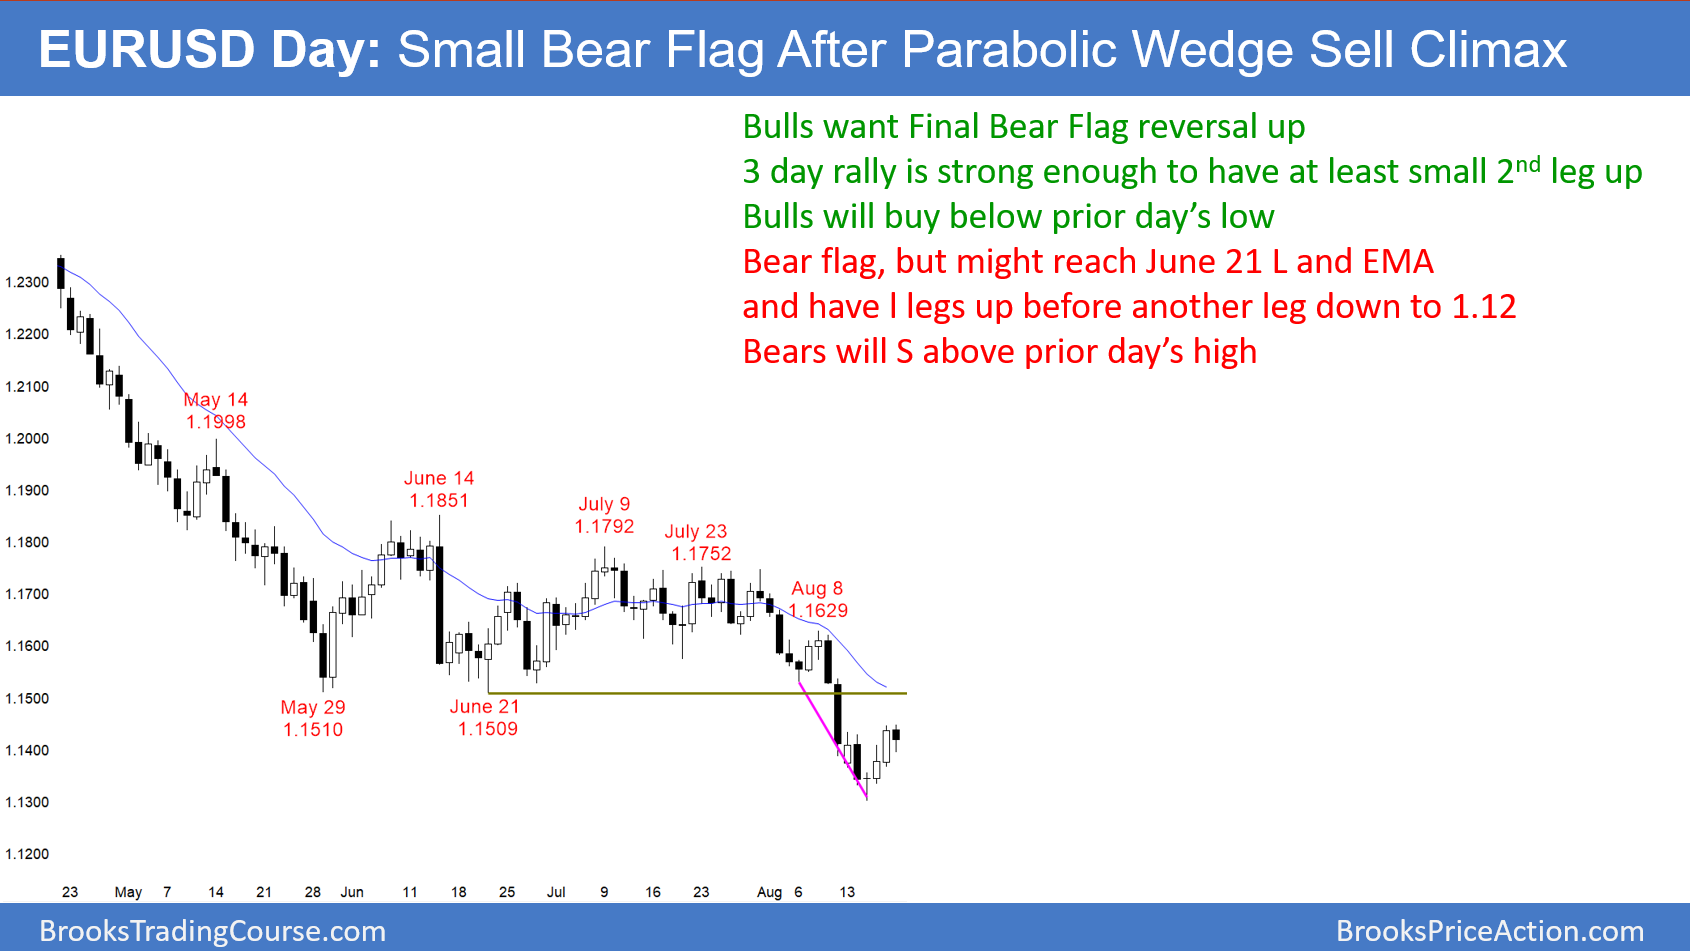 EURUSD Day: Small Bear Flag After Parabolic Wedge Sell Climax
Bulls want Final Bear Flag reversal up
3 day rally is strong enough to have at least small 2nd leg up
Bulls will buy below prior day’s low
Bear flag, but might reach June 21 L and EMA
and have l legs up before another leg down to 1.12
Bears will S above prior day’s high
1.2300
1.2200
1.2100
1.2000
1.1900
1.1800
1.1700
1.1600
1.1500
1.1400
1.1300
1.1200
May 14
1.1998
June 14
1.1851
July 9
1.1792
July 23
1.1752
Aug 8
1.1629
May 29
1.1510
June 21
1.1509
23 May 7 14 21 28 Jun 11 18 25 Jul 9 16 23 Aug 6 13
BrooksTradingCourse.com
BrooksPriceAction.com